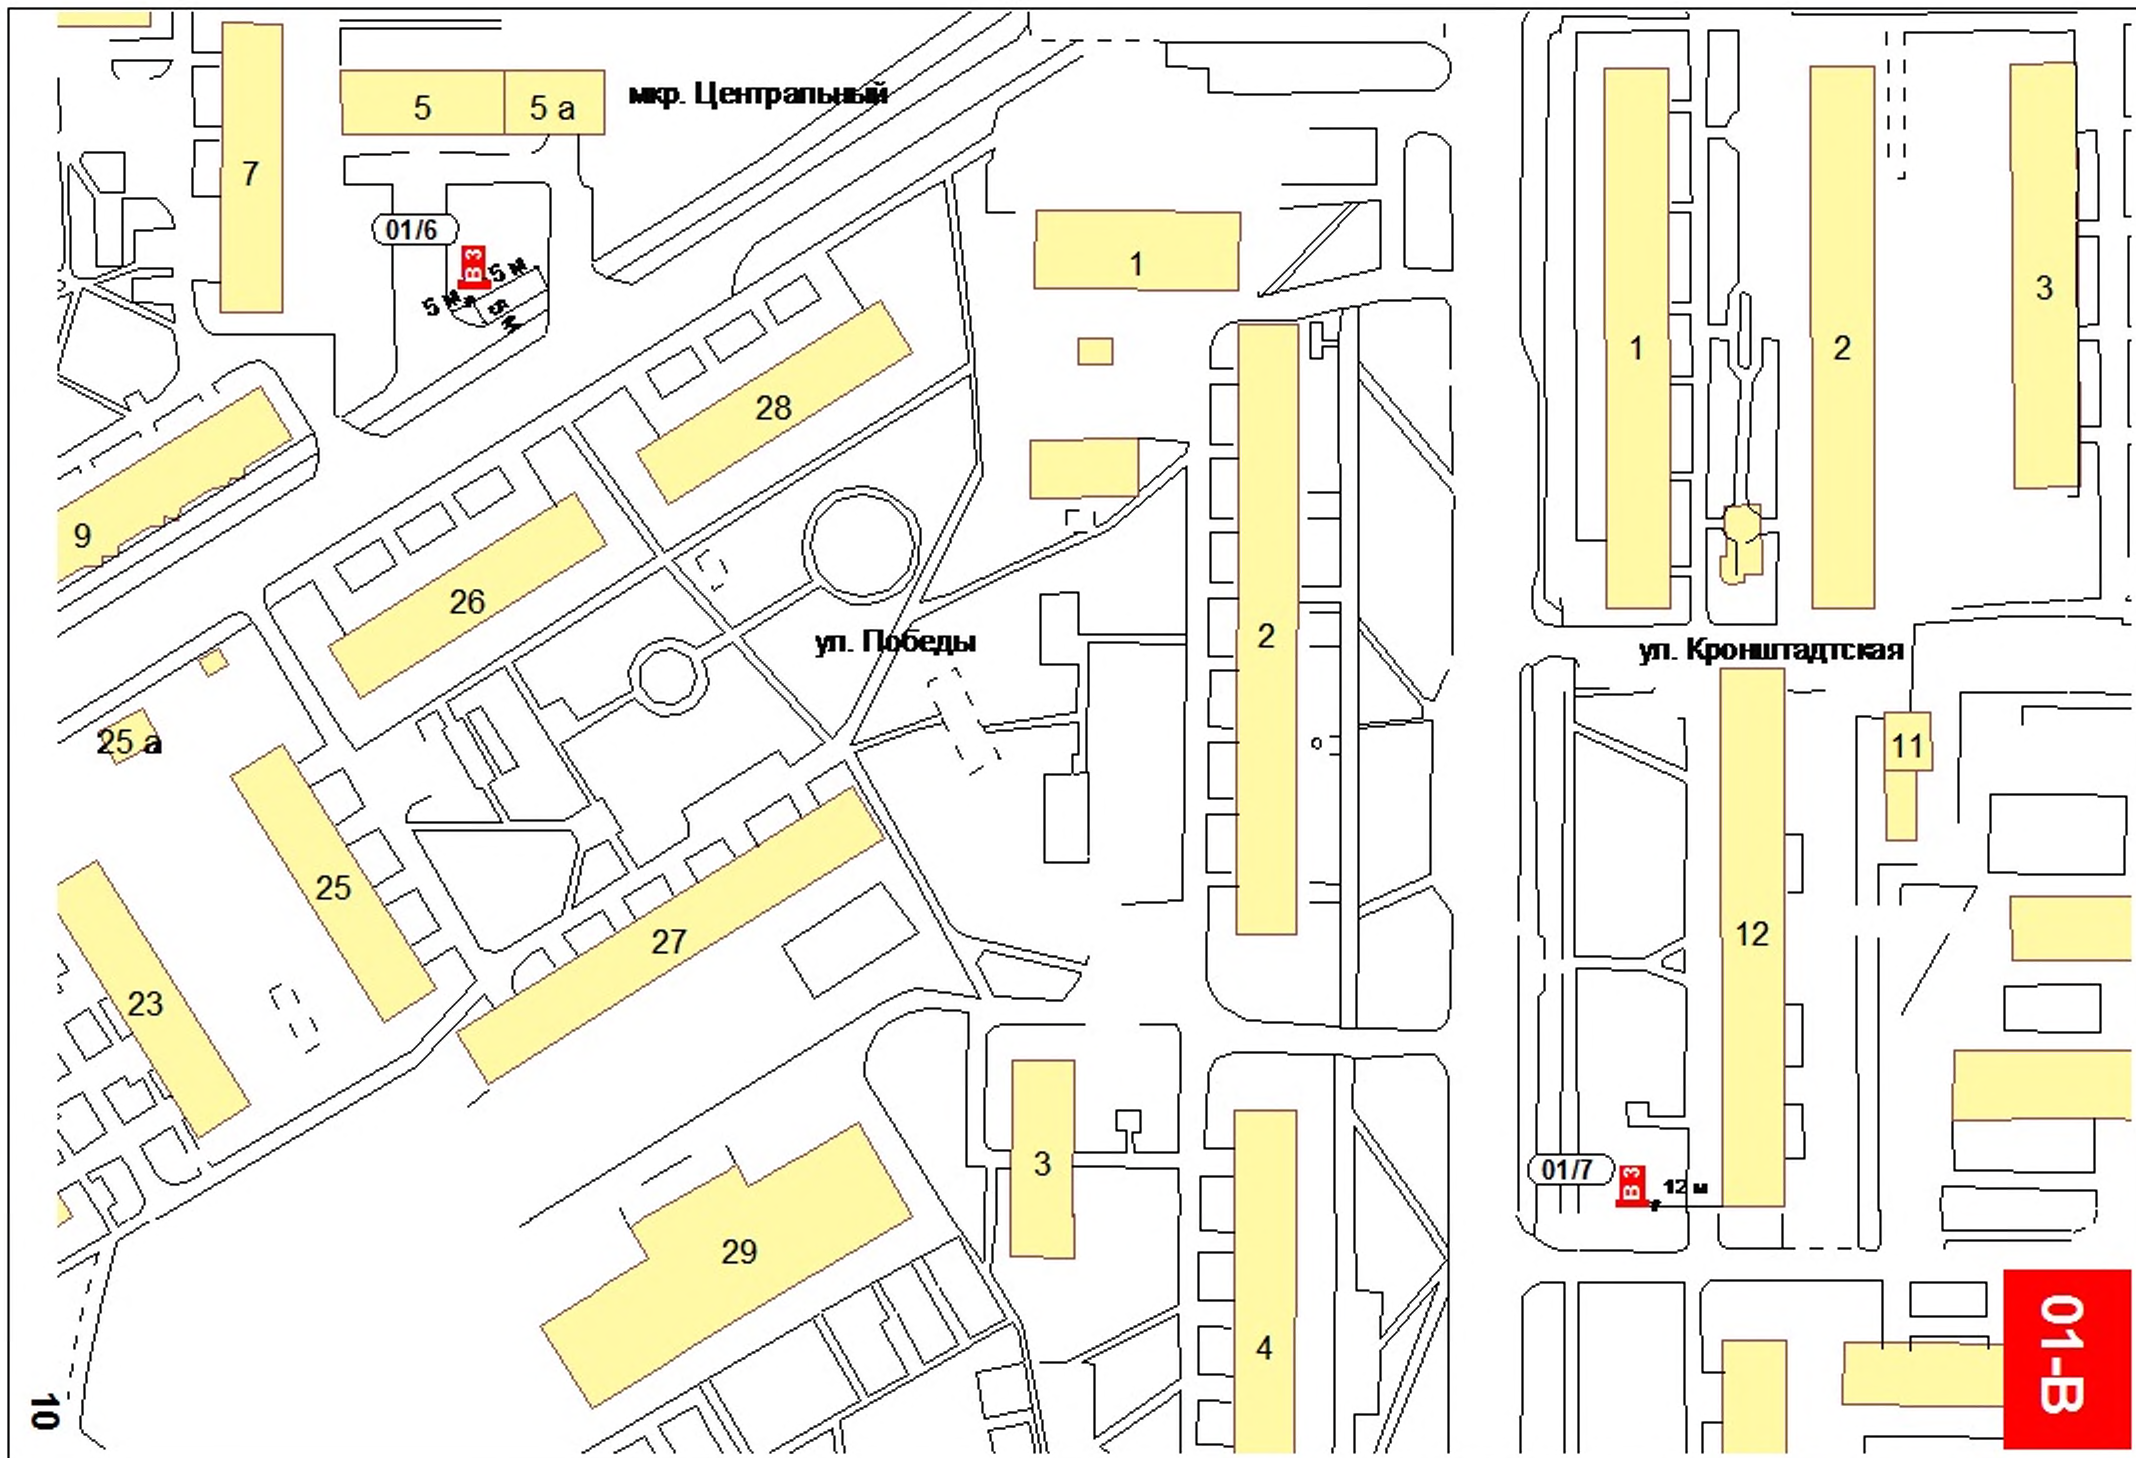 5
5 а
мкр. Центральный
7
01/6
В 3
5 м
5 м
5 м
1
1
2
3
28
9
26
2
ул. Победы
ул. Кронштадтская
25 а
11
25
27
12
23
3
01/7
В 3
12 м
29
4
01-В
10